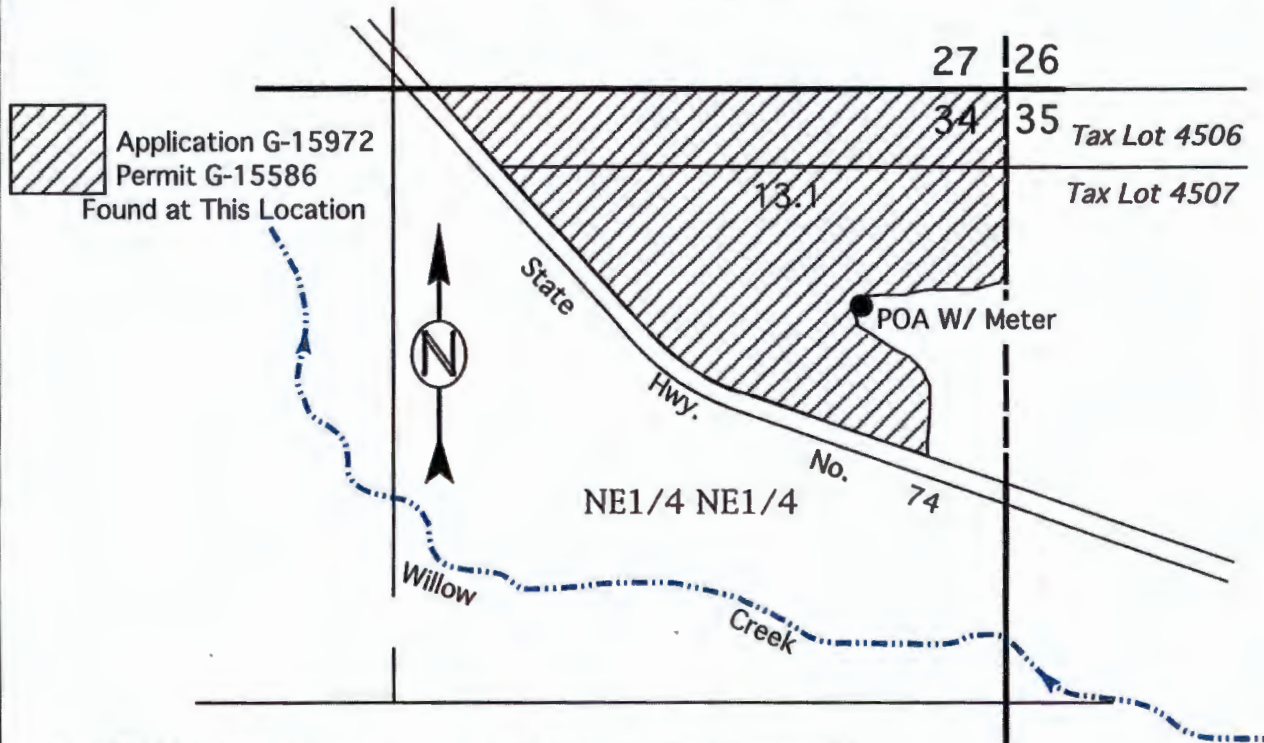 27 26
34 35
Tax Lot 4506
Application G-15972
Permit G-15586
Found at This Location
13.1
Tax Lot 4507
State
Hwy.
No.
74
N
POA W/ Meter
NE1/4 NE1/4
Willow
Creek